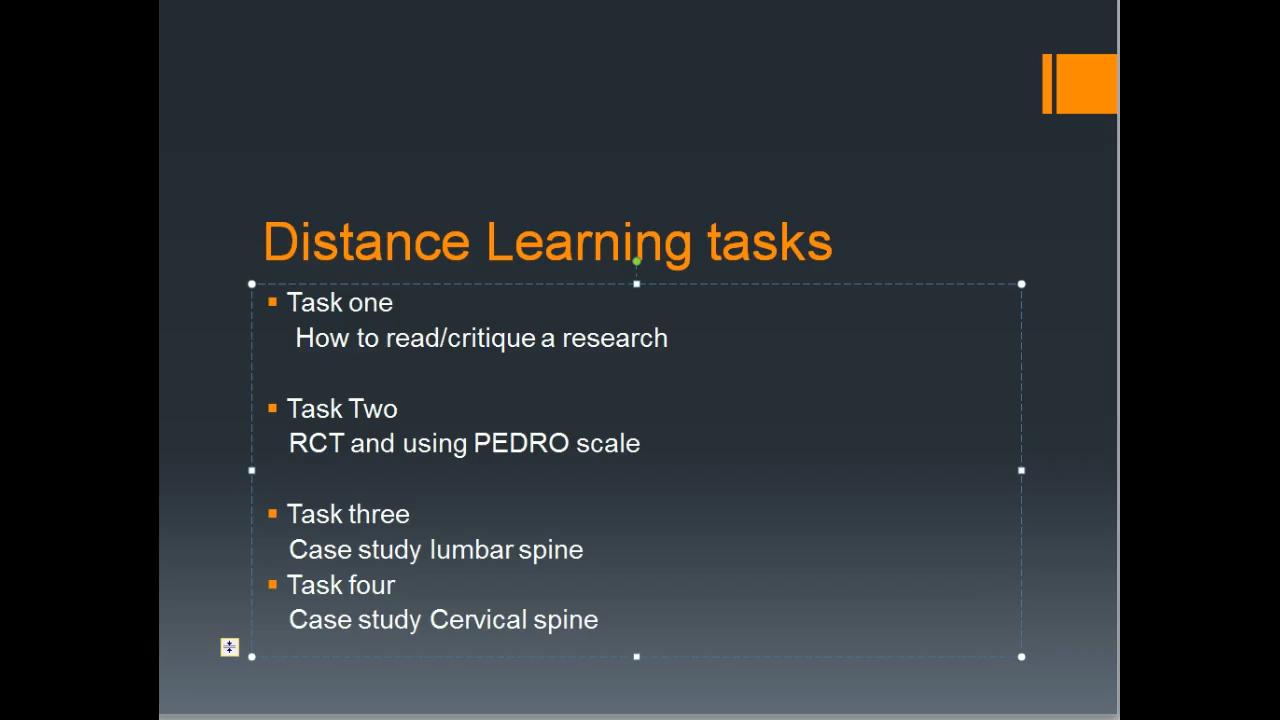 Distance Learning tasks
Task one
How to read/critique a research
Task Two
RCT and using PEDRO scale
Task three
Case study lumbar spine
Task four
Case study Cervical spine